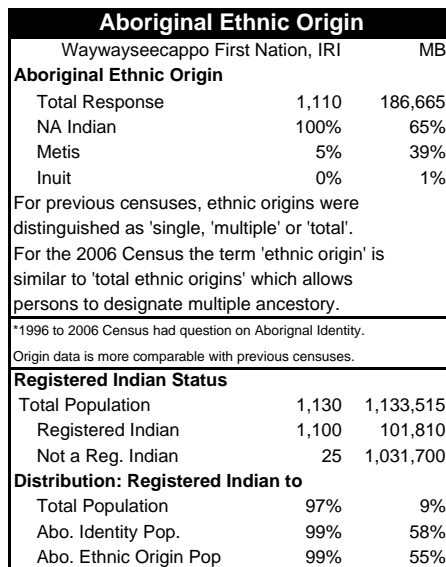 Aboriginal Ethnic Origin
Waywayseecappo First Nation, IRI MB
Aboriginal Ethnic Origin
Total Response 1,110 186,665
NA Indian 100% 65%
Metis 5% 39%
Inuit 0% 1%
For previous censuses, ethnic origins were
distinguished as 'single, 'multiple' or 'total'.
For the 2006 Census the term 'ethnic origin' is
similar to 'total ethnic origins' which allows
persons to designate multiple ancestory.
*1996 to 2006 Census had question on Aborignal Identity.
Origin data is more comparable with previous censuses.
Registered Indian Status
Total Population 1,130 1,133,515
Registered Indian 1,100 101,810
Not a Reg. Indian 25 1,031,700
Distribution: Registered Indian to
Total Population 97% 9%
Abo. Identity Pop. 99% 58%
Abo. Ethnic Origin Pop 99% 55%